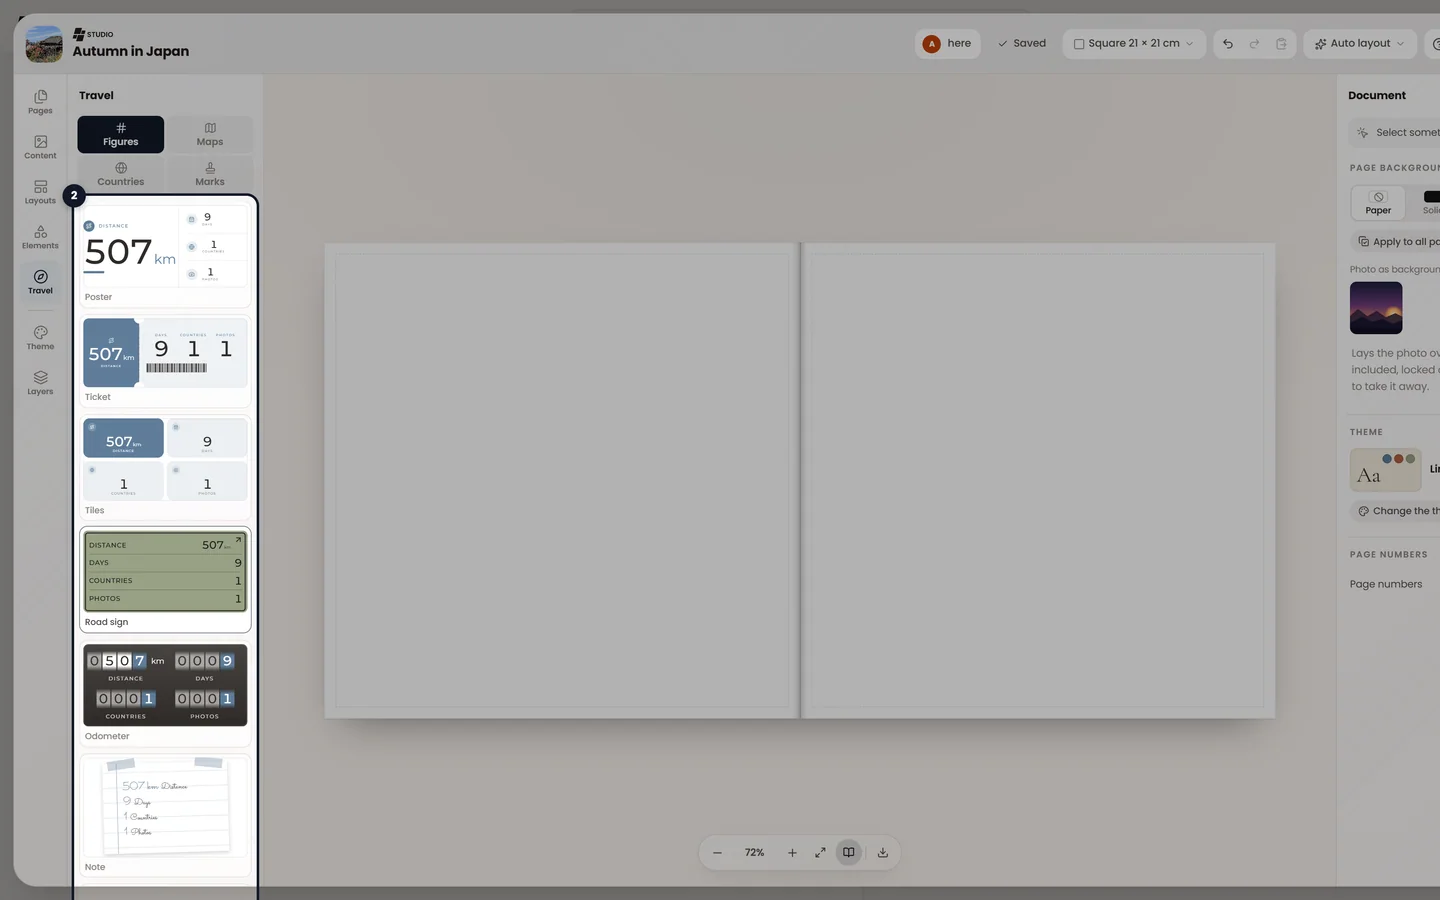 STUDIO
Autumn in Japan
A here
Saved
Square 21 × 21 cm
Auto layout
Pages
Content
Layouts
Elements
Travel
Theme
Layers
Travel
Figures
Maps
Countries
Marks
2
DISTANCE
507 km
9
DAYS
1
COUNTRIES
1
PHOTOS
Poster
507 km
DISTANCE
DAYS COUNTRIES PHOTOS
9 1 1
Ticket
507 km
DISTANCE
9
DAYS
1
COUNTRIES
1
PHOTOS
Tiles
DISTANCE 507 km
DAYS 9
COUNTRIES 1
PHOTOS 1
Road sign
0507 km
DISTANCE
0009
DAYS
0001
COUNTRIES
0001
PHOTOS
Odometer
507 km Distance
9 Days
1 Countries
1 Photos
Note
72%
Document
Select somet
PAGE BACKGROUN
Paper
Soli
Apply to all pa
Photo as backgroun
Lays the photo ov
included, locked
to take it away.
THEME
Aa
Lin
Change the th
PAGE NUMBERS
Page numbers